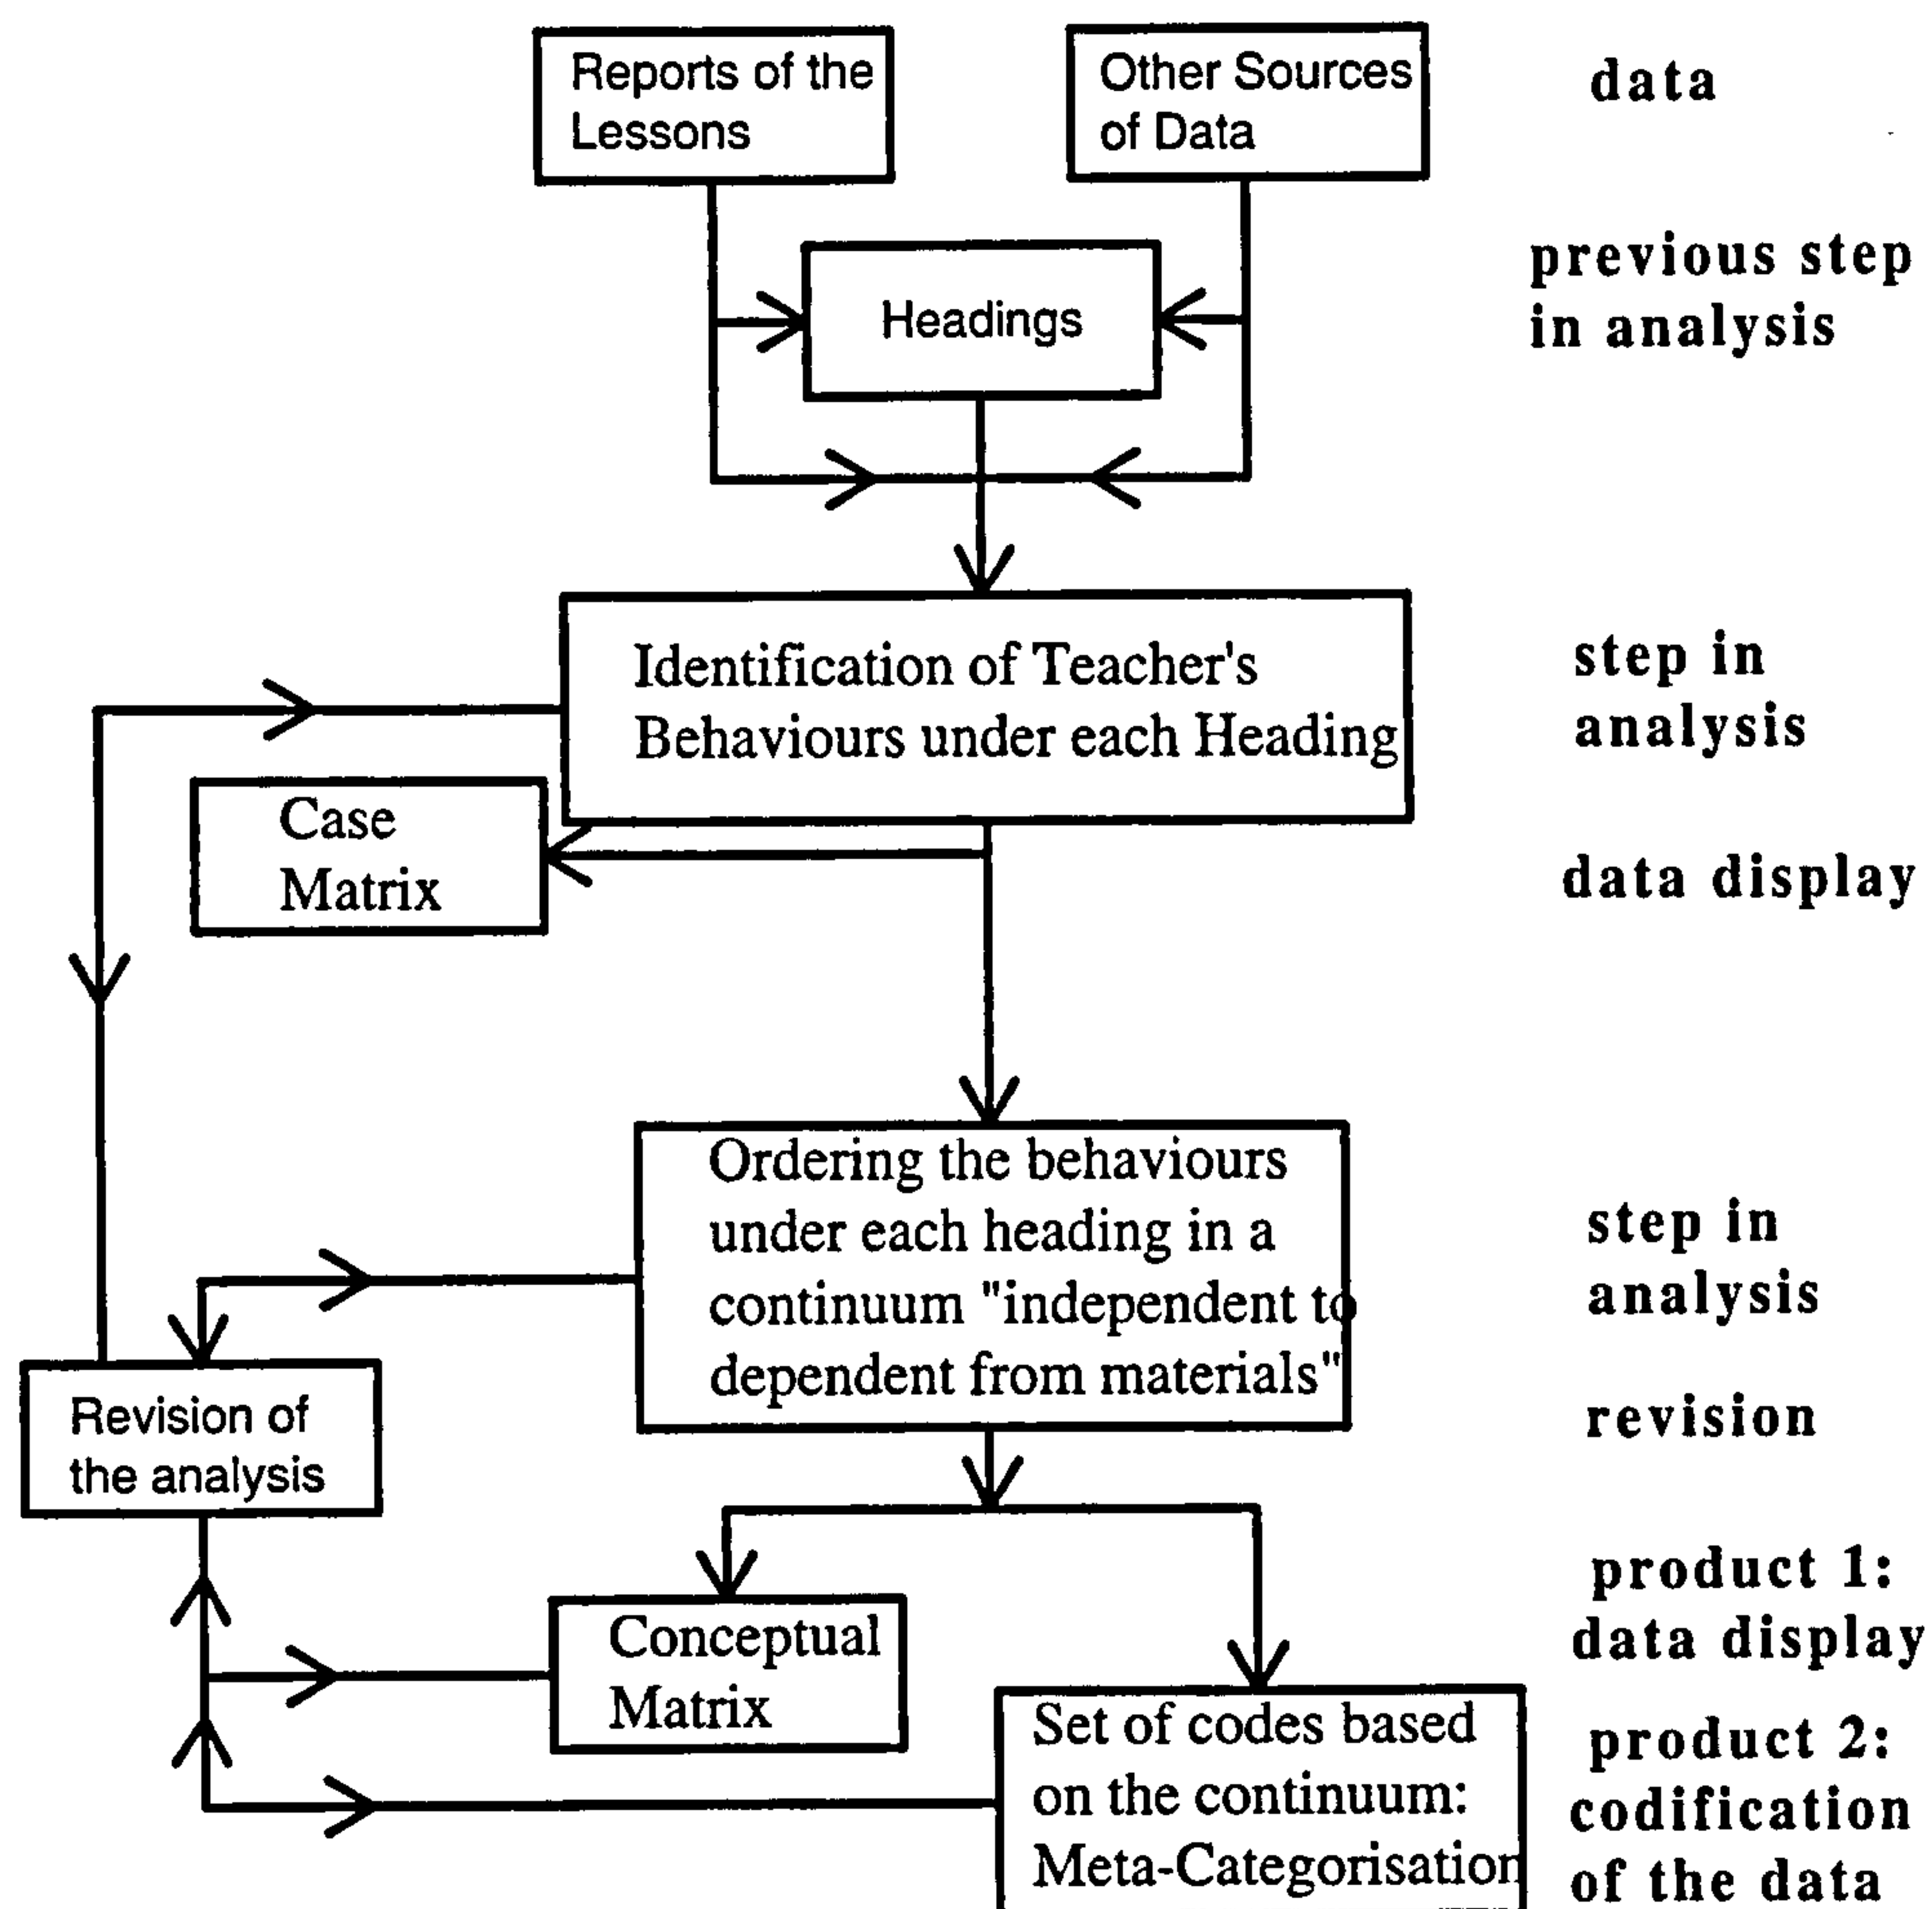 Reports of the
Lessons
Other Sources
of Data
data
Headings
previous step
in analysis
Identification of Teacher's
Behaviours under each Heading
step in
analysis
Case
Matrix
data display
Ordering the behaviours
under each heading in a
continuum "independent to
dependent from materials"
step in
analysis
Revision of
the analysis
revision
Conceptual
Matrix
product 1:
data display
Set of codes based
on the continuum:
Meta-Categorisation
product 2:
codification
of the data